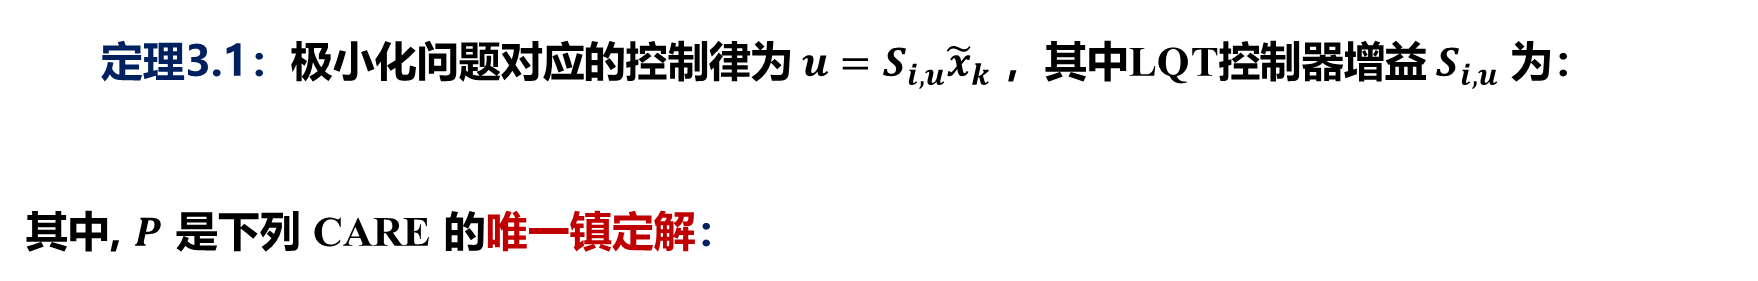 定理3.1：极小化问题对应的控制律为 $u = S_{i,u}\tilde{x}_k$ ，其中LQT控制器增益 $S_{i,u}$ 为：
其中, $P$ 是下列 CARE 的唯一镇定解：